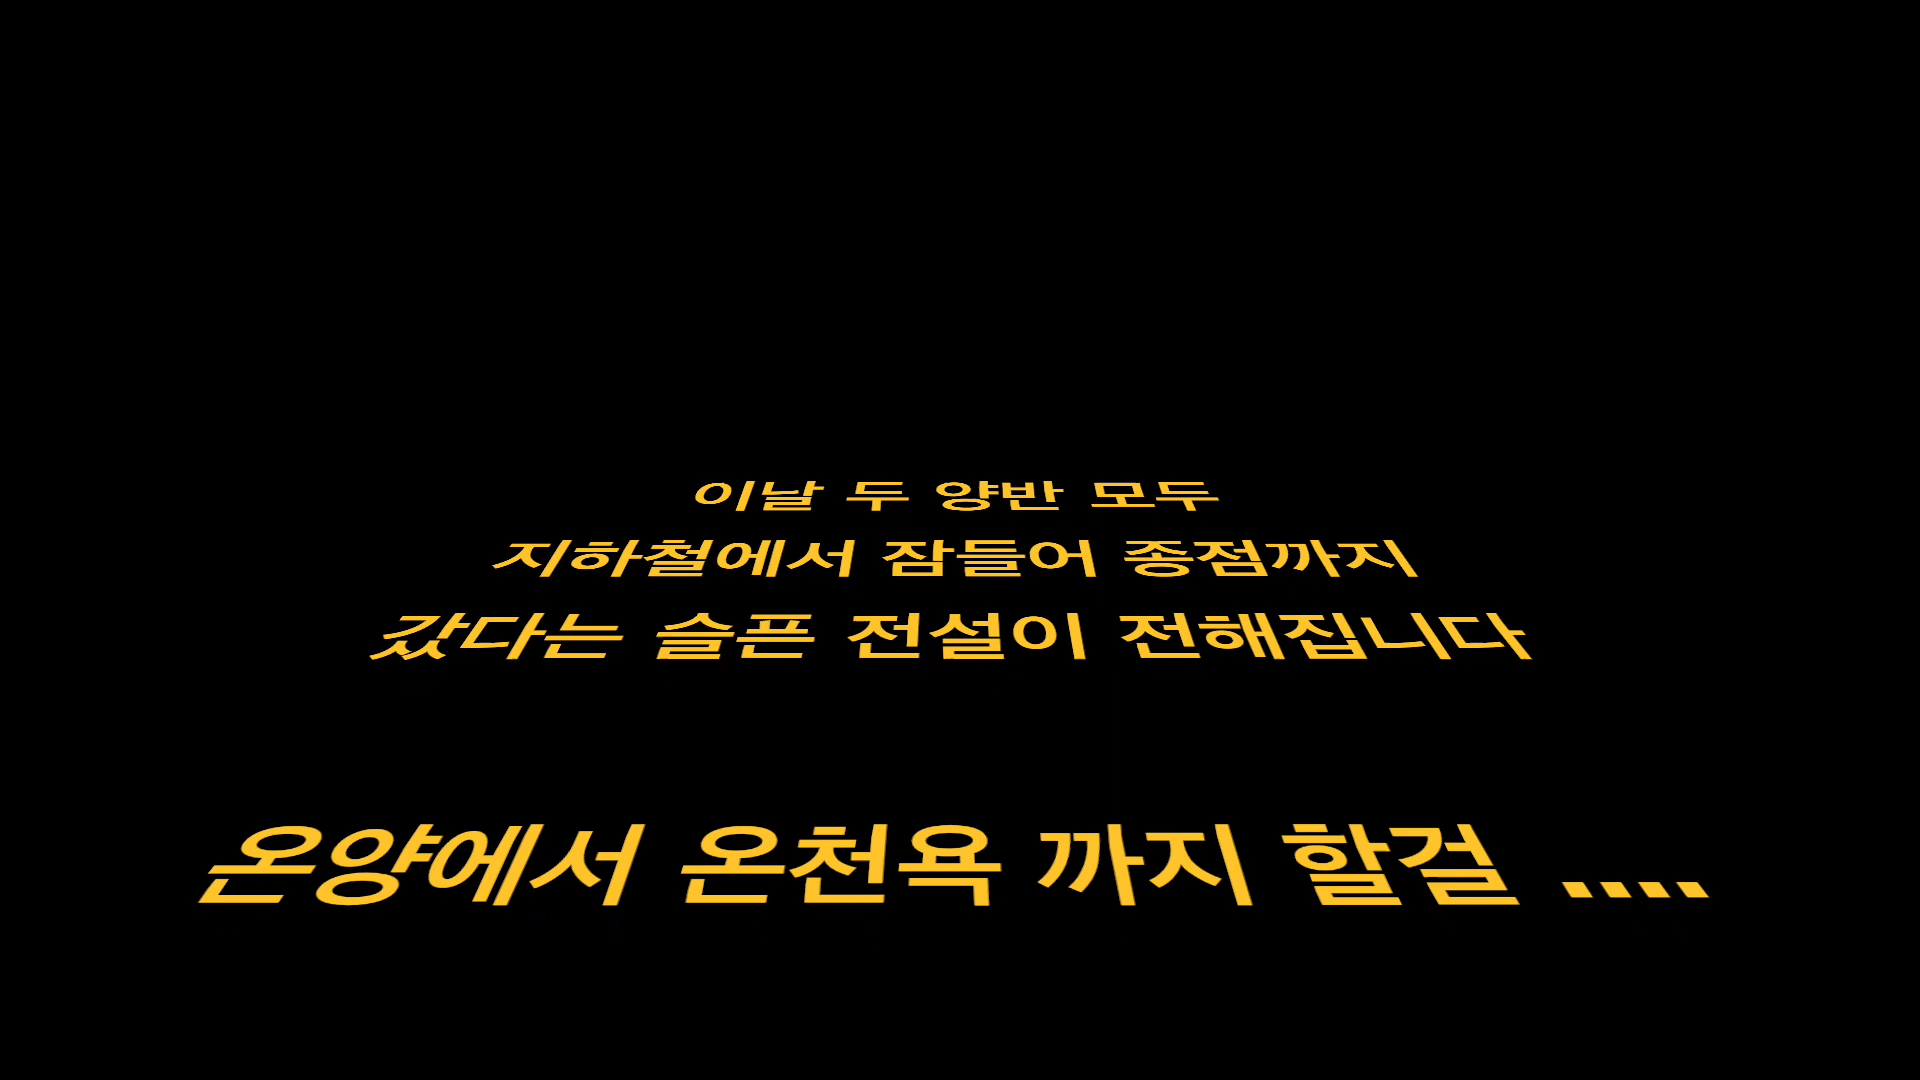 이날 두 양반 모두
지하철에서 잠들어 종점까지
갔다는 슬픈 전설이 전해집니다
온양에서 온천욕 까지 할걸 ....